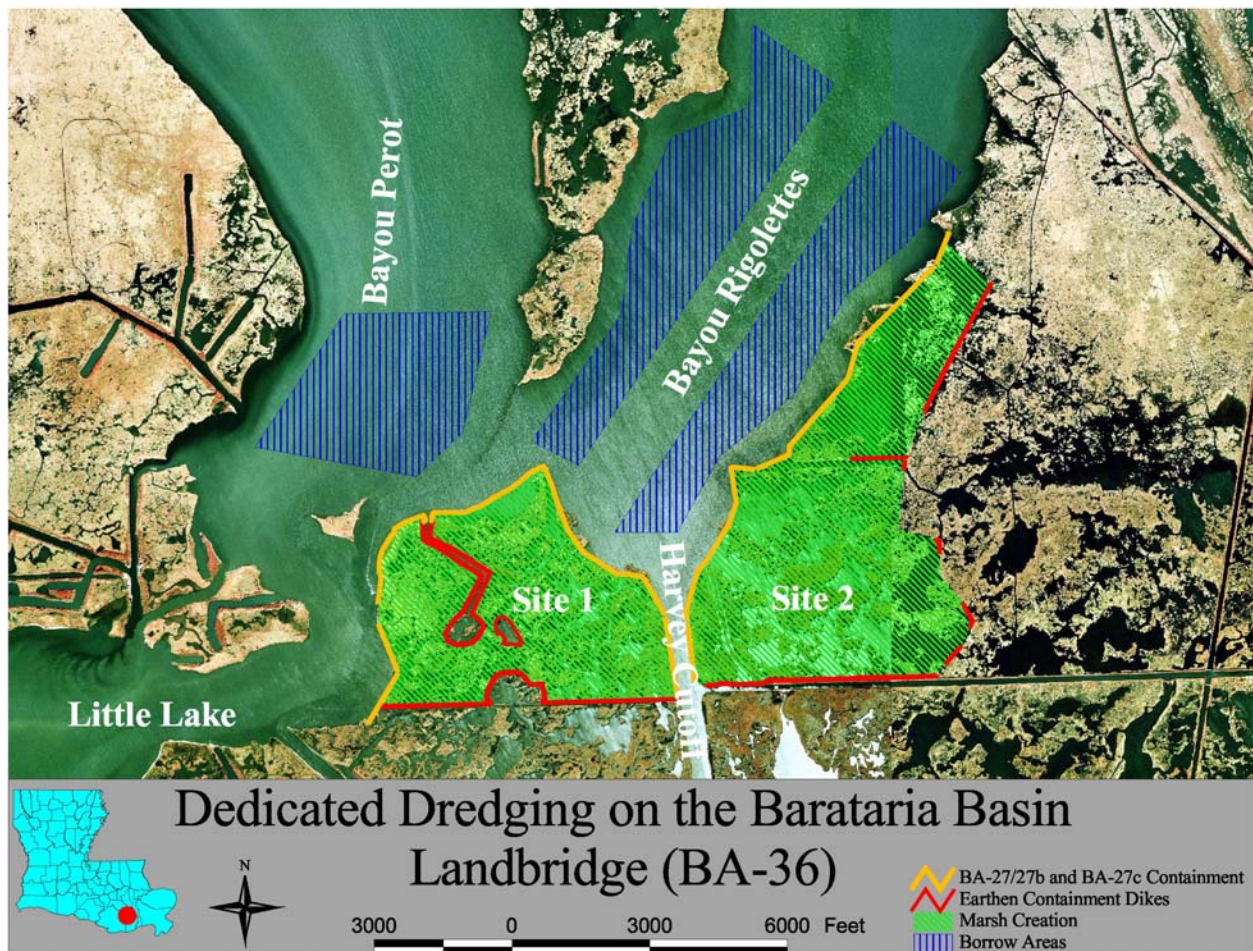 Bayou Perot
Bayou Rigolettes
Harvey Cutoff
Site 1
Site 2
Little Lake
Dedicated Dredging on the Barataria Basin
Landbridge (BA-36)
N
3000 0 3000 6000 Feet
BA-27/27b and BA-27c Containment
Earthen Containment Dikes
Marsh Creation
Borrow Areas